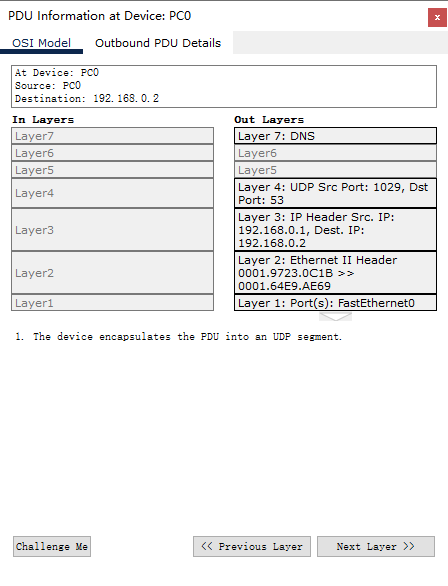 PDU Information at Device: PC0
x
OSI Model Outbound PDU Details
At Device: PC0
Source: PC0
Destination: 192.168.0.2
In Layers
Layer7
Layer6
Layer5
Layer4
Layer3
Layer2
Layer1
Out Layers
Layer 7: DNS
Layer6
Layer5
Layer 4: UDP Src Port: 1029, Dst
Port: 53
Layer 3: IP Header Src. IP:
192.168.0.1, Dest. IP:
192.168.0.2
Layer 2: Ethernet II Header
0001.9723.0C1B >>
0001.64E9.AE69
Layer 1: Port(s): FastEthernet0
1. The device encapsulates the PDU into an UDP segment.
Challenge Me
<< Previous Layer
Next Layer >>